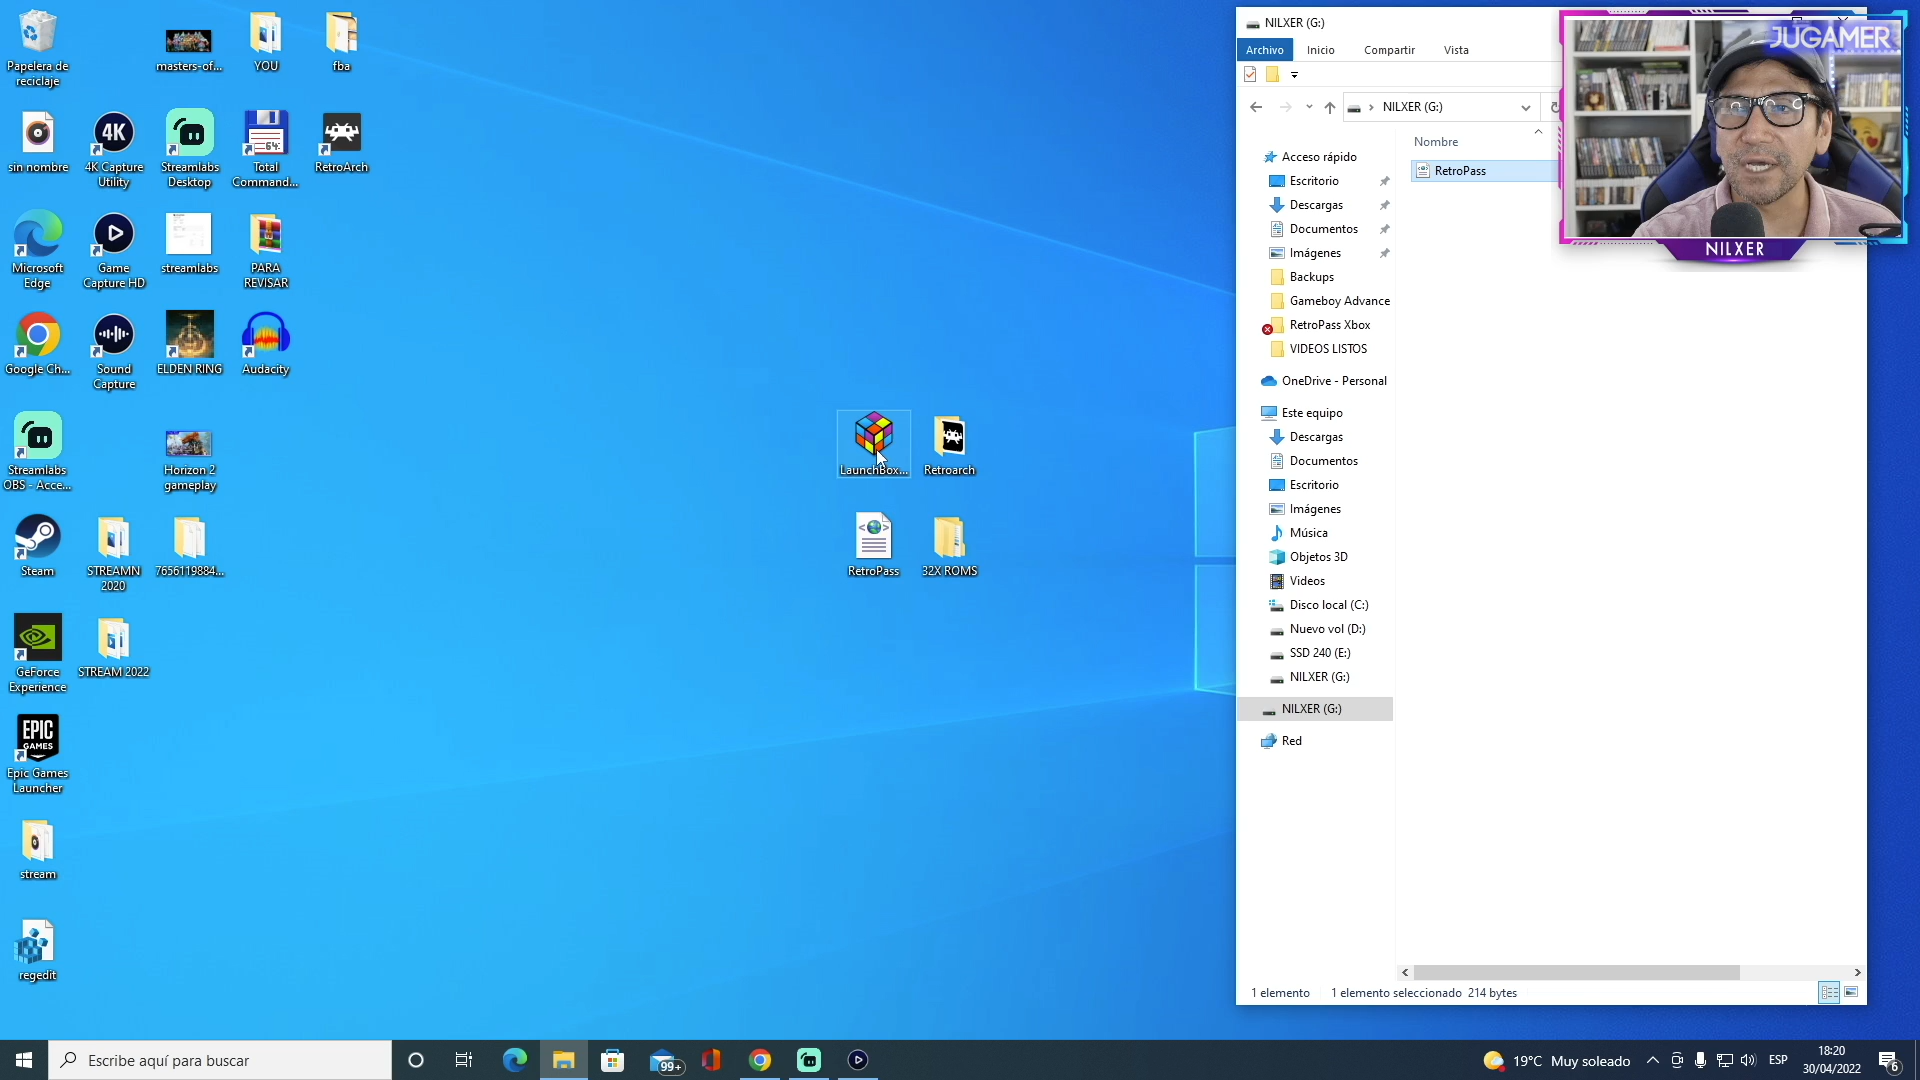 Papelera de
reciclaje
masters-of...
YOU
fba
sin nombre
4K
4K Capture
Utility
Streamlabs
Desktop
64:
Total
Command...
RetroArch
Microsoft
Edge
Game
Capture HD
streamlabs
PARA
REVISAR
Google Ch...
Sound
Capture
ELDEN RING
Audacity
Streamlabs
OBS - Acce...
Horizon 2
gameplay
Steam
STREAMN
2020
7656119884...
GeForce
Experience
STREAM 2022
EPIC
GAMES
Epic Games
Launcher
stream
regedit
LaunchBox...
Retroarch
RetroPass
32X ROMS
NILXER (G:)
Archivo
Inicio
Compartir
Vista
NILXER (G:)
Nombre
RetroPass
Acceso rápido
Escritorio
Descargas
Documentos
Imágenes
Backups
Gameboy Advance
RetroPass Xbox
VIDEOS LISTOS
OneDrive - Personal
Este equipo
Descargas
Documentos
Escritorio
Imágenes
Música
Objetos 3D
Videos
Disco local (C:)
Nuevo vol (D:)
SSD 240 (E:)
NILXER (G:)
NILXER (G:)
Red
1 elemento
1 elemento seleccionado 214 bytes
JUGAMER
NILXER
Escribe aquí para buscar
99+
19°C Muy soleado
ESP
18:20
30/04/2022
6